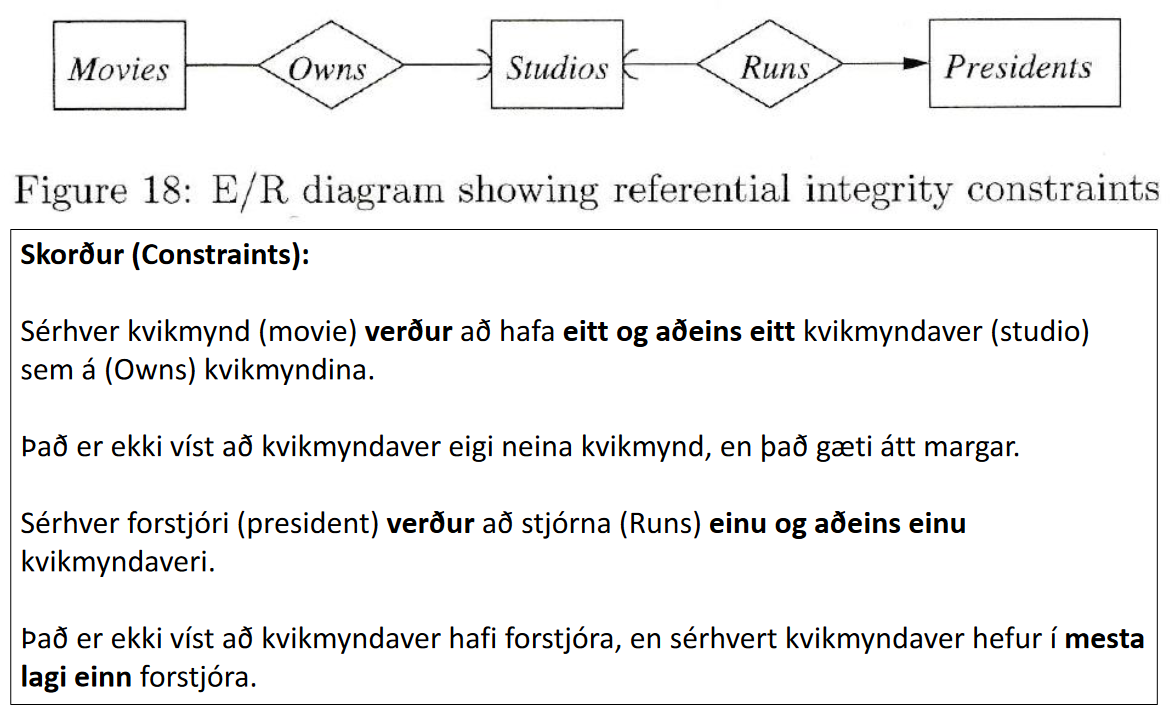 Movies Owns Studios Runs Presidents
Figure 18: E/R diagram showing referential integrity constraints
Skorður (Constraints):
Sérhver kvikmynd (movie) verður að hafa eitt og aðeins eitt kvikmyndaver (studio)
sem á (Owns) kvikmyndina.
Það er ekki víst að kvikmyndaver eigi neina kvikmynd, en það gæti átt margar.
Sérhver forstjóri (president) verður að stjórna (Runs) einu og aðeins einu
kvikmyndaveri.
Það er ekki víst að kvikmyndaver hafi forstjóra, en sérhvert kvikmyndaver hefur í mesta
lagi einn forstjóra.